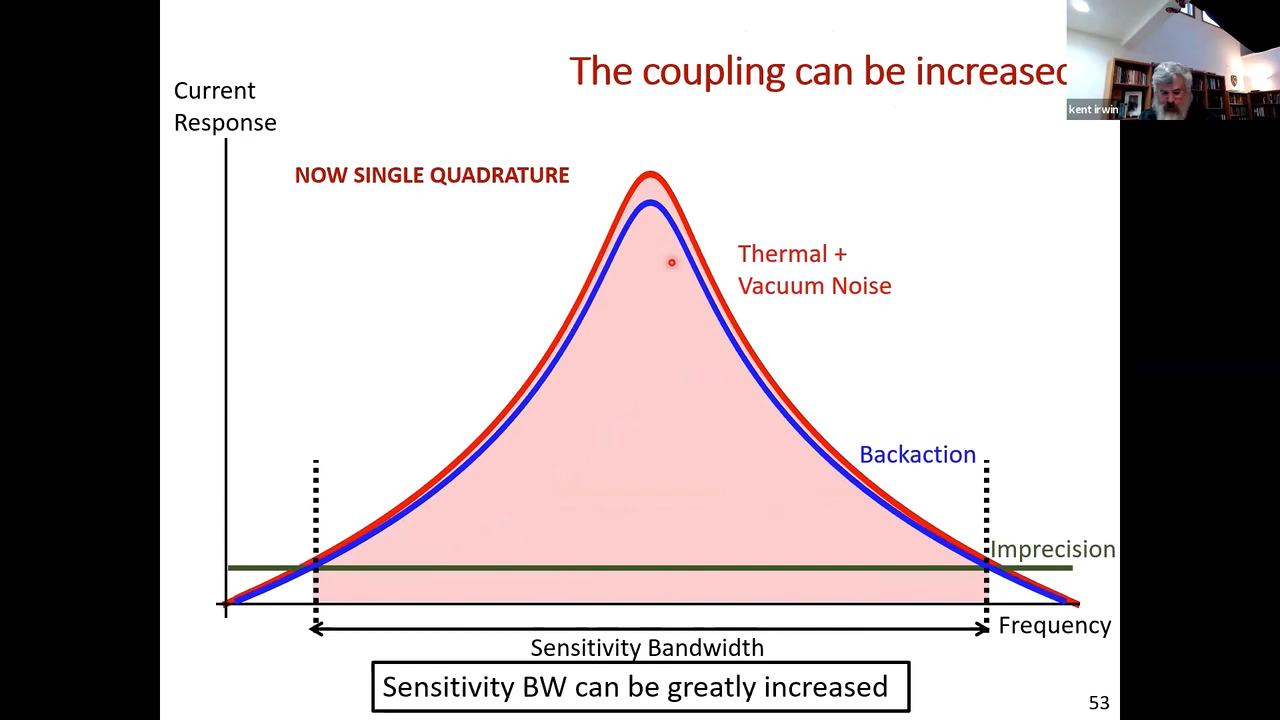 The coupling can be increased
kent irwin
Current
Response
NOW SINGLE QUADRATURE
Thermal +
Vacuum Noise
Backaction
Imprecision
Frequency
Sensitivity Bandwidth
Sensitivity BW can be greatly increased
53